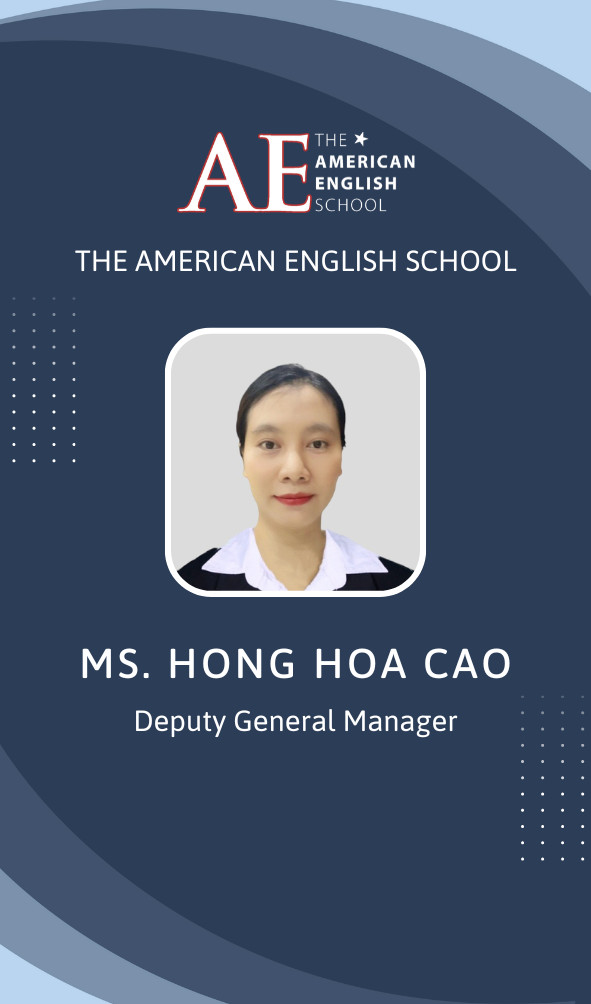 AE
THE
AMERICAN
ENGLISH
SCHOOL
THE AMERICAN ENGLISH SCHOOL
MS. HONG HOA CAO
Deputy General Manager